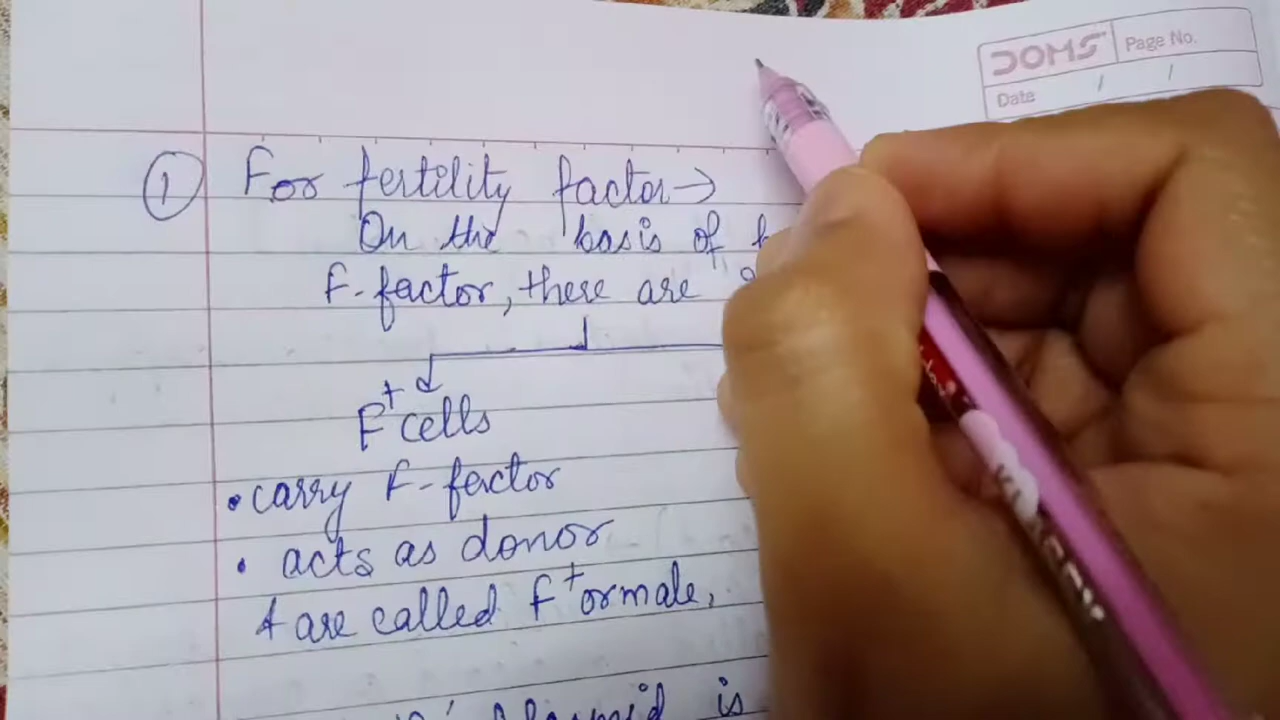 DOMS Page No.
Date / /
① For fertility factor →
On the basis of
F-factor, there are
F⁺ cells
• carry F-factor
• acts as donor
& are called F⁺ or male,
Plasmid is